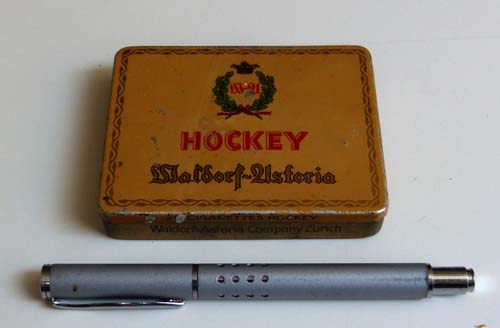 W-A
HOCKEY
Waldorf-Astoria
CIGARETTES HOCKEY
Waldorf-Astoria Company Zürich